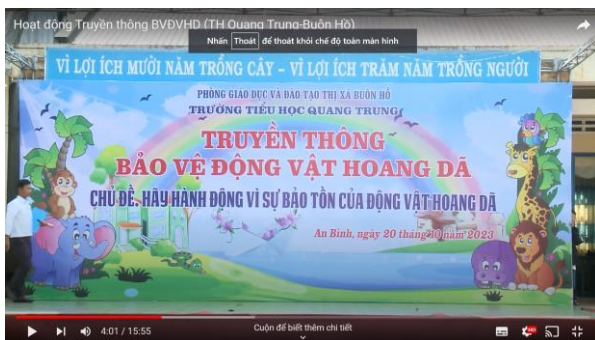 Hoạt động Truyền thông BVĐVHD (TH Quang Trung-Buôn Hồ)
Nhấn Thoát để thoát khỏi chế độ toàn màn hình
VÌ LỢI ÍCH MƯỜI NĂM TRỒNG CÂY – VÌ LỢI ÍCH TRĂM NĂM TRỒNG NGƯỜI
PHÒNG GIÁO DỤC VÀ ĐÀO TẠO THỊ XÃ BUÔN HỒ
TRƯỜNG TIỂU HỌC QUANG TRUNG
TRUYỀN THÔNG
BẢO VỆ ĐỘNG VẬT HOANG DÃ
CHỦ ĐỀ. HÃY HÀNH ĐỘNG VÌ SỰ BẢO TỒN CỦA ĐỘNG VẬT HOANG DÃ
An Bình, ngày 20 tháng 10 năm 2023
4:01 / 15:55
Cuộn để biết thêm chi tiết